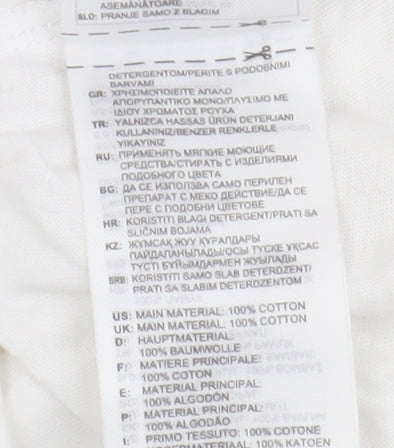 ASEMĂNĂTOARE
SLO: PRANJE SAMO Z BLAGIM
DETERGENTOM/PERITE S PODOBNIMI
BARVAMI
GR: ΧΡΗΣΙΜΟΠΟΙΕΙΤΕ ΑΠΑΛΟ
ΑΠΟΡΥΠΑΝΤΙΚΟ ΜΟΝΟ/ΠΛΥΣΙΜΟ ΜΕ
ΙΔΙΟΥ ΧΡΩΜΑΤΟΣ ΡΟΥΧΑ
TR: YALNIZCA HASSAS ÜRÜN DETERJANI
KULLANINIZ/BENZER RENKLERLE
YIKAYINIZ
RU: ПРИМЕНЯТЬ МЯГКИЕ МОЮЩИЕ
СРЕДСТВА/СТИРАТЬ С ИЗДЕЛИЯМИ
ПОДОБНОГО ЦВЕТА
BG: ДА СЕ ИЗПОЛЗВА САМО ПЕРИЛЕН
ПРЕПАРАТ С МЕКО ДЕЙСТВИЕ/ДА СЕ
ПЕРЕ С ПОДОБНИ ЦВЕТОВЕ
HR: KORISTITI BLAGI DETERGENT/PRATI SA
SLIČNIM BOJAMA
KZ: ЖҰМСАҚ ЖУУ ҚҰРАЛДАРЫ
ПАЙДАЛАНЫЛАДЫ/ОСЫ ТҮСКЕ ҰҚСАС
ТҮСТІ БҰЙЫМДАРМЕН ЖУЫЛАДЫ
SRB: KORISTITI SAMO SLAB DETERDZENT/
PRATI SA SLABIM DETERDZENTOM
US: MAIN MATERIAL: 100% COTTON
UK: MAIN MATERIAL: 100% COTTON
D: HAUPTMATERIAL:
100% BAUMWOLLE
F: MATIERE PRINCIPALE:
100% COTON
E: MATERIAL PRINCIPAL:
100% ALGODÓN
P: MATERIAL PRINCIPAL:
100% ALGODÃO
I: PRIMO TESSUTO: 100% COTONE
100% KATOEN